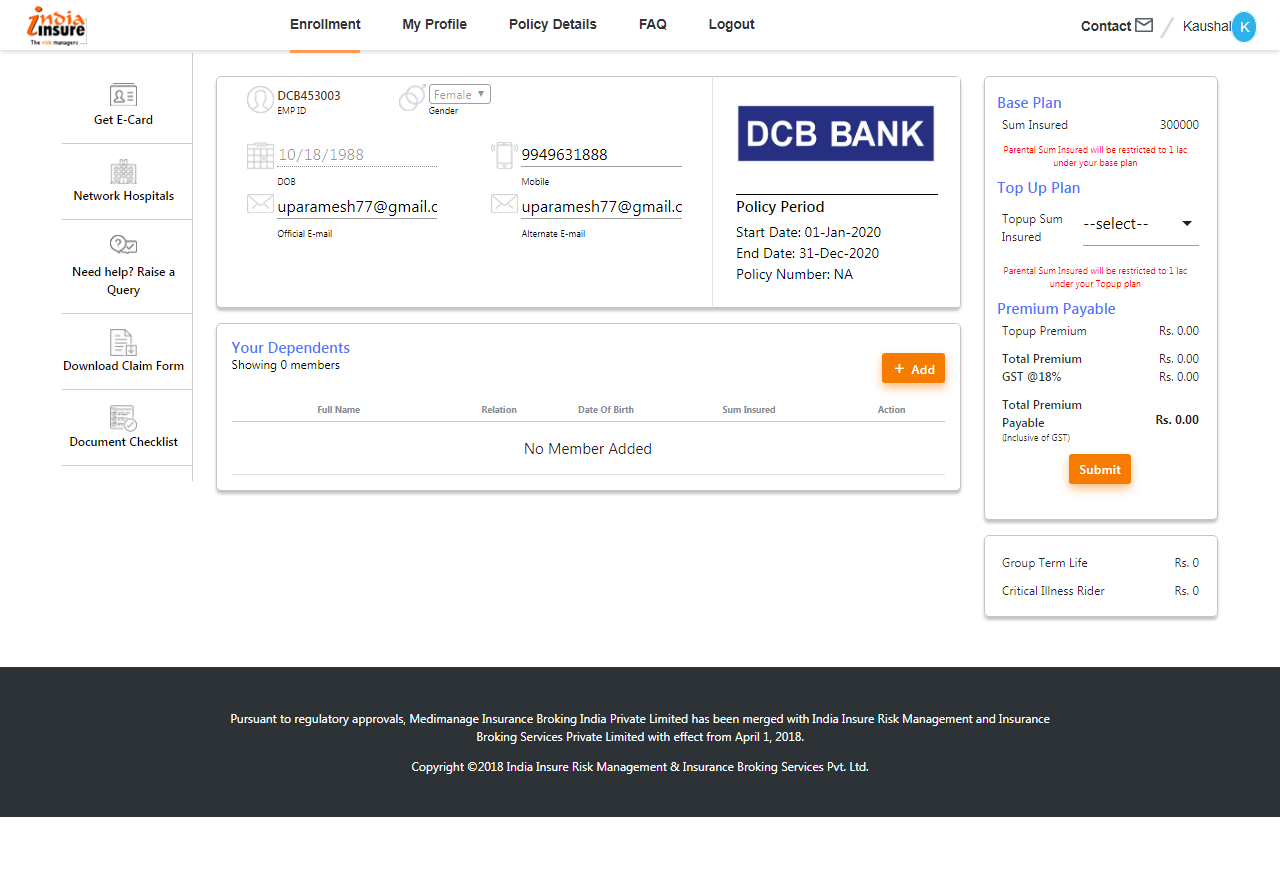 india
insure
The risk managers
Enrollment
My Profile
Policy Details
FAQ
Logout
Contact
Kaushal
K
Get E-Card
Network Hospitals
Need help? Raise a
Query
Download Claim Form
Document Checklist
DCB453003
EMP ID
Female
Gender
10/18/1988
DOB
9949631888
Mobile
uparamesh77@gmail.c
Official E-mail
uparamesh77@gmail.c
Alternate E-mail
DCB BANK
Policy Period
Start Date: 01-Jan-2020
End Date: 31-Dec-2020
Policy Number: NA
Your Dependents
Showing 0 members
+ Add
Full Name Relation Date Of Birth Sum Insured Action
No Member Added
Base Plan
Sum Insured 300000
Parental Sum Insured will be restricted to 1 lac
under your base plan
Top Up Plan
Topup Sum
Insured
--select--
Parental Sum Insured will be restricted to 1 lac
under your Topup plan
Premium Payable
Topup Premium Rs. 0.00
Total Premium Rs. 0.00
GST @18% Rs. 0.00
Total Premium
Payable Rs. 0.00
(Inclusive of GST)
Submit
Group Term Life Rs. 0
Critical Illness Rider Rs. 0
Pursuant to regulatory approvals, Medimanage Insurance Broking India Private Limited has been merged with India Insure Risk Management and Insurance
Broking Services Private Limited with effect from April 1, 2018.
Copyright ©2018 India Insure Risk Management & Insurance Broking Services Pvt. Ltd.